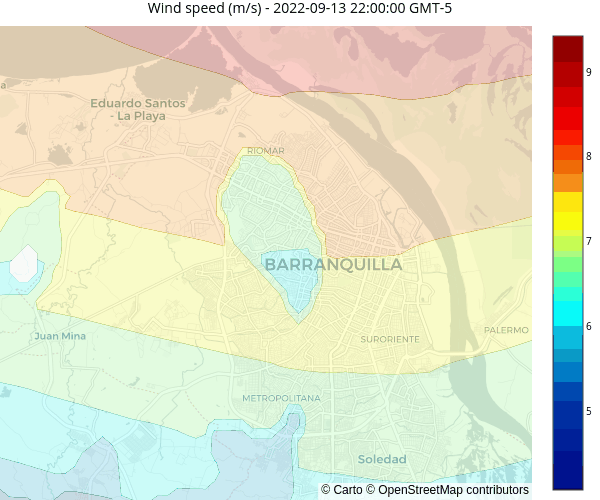 Wind speed (m/s) - 2022-09-13 22:00:00 GMT-5
a
Eduardo Santos
- La Playa
RIOMAR
BARRANQUILLA
Juan Mina
SURORIENTE
PALERMO
METROPOLITANA
Soledad
9
8
7
6
5
© Carto © OpenStreetMap contributors